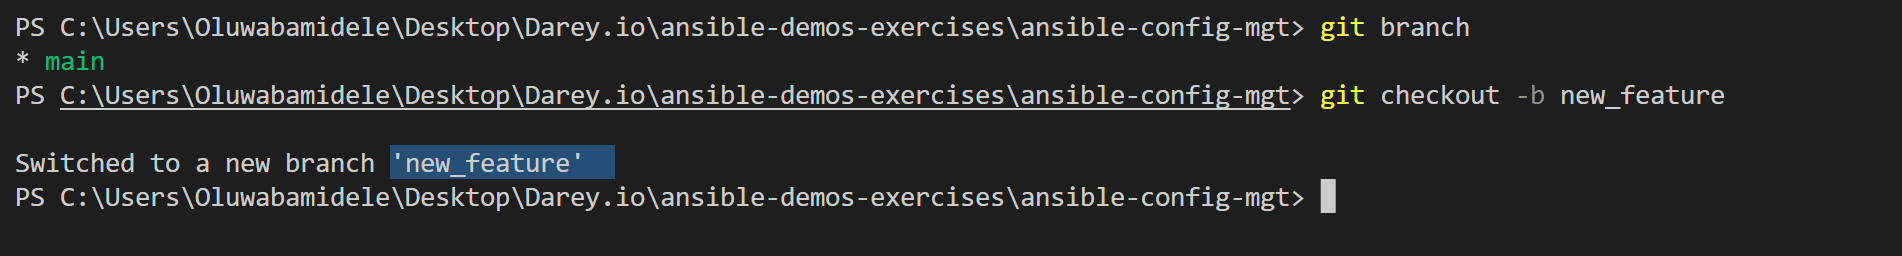 PS C:\Users\Oluwabamidele\Desktop\Darey.io\ansible-demos-exercises\ansible-config-mgt> git branch
* main
PS C:\Users\Oluwabamidele\Desktop\Darey.io\ansible-demos-exercises\ansible-config-mgt> git checkout -b new_feature
Switched to a new branch 'new_feature'
PS C:\Users\Oluwabamidele\Desktop\Darey.io\ansible-demos-exercises\ansible-config-mgt>